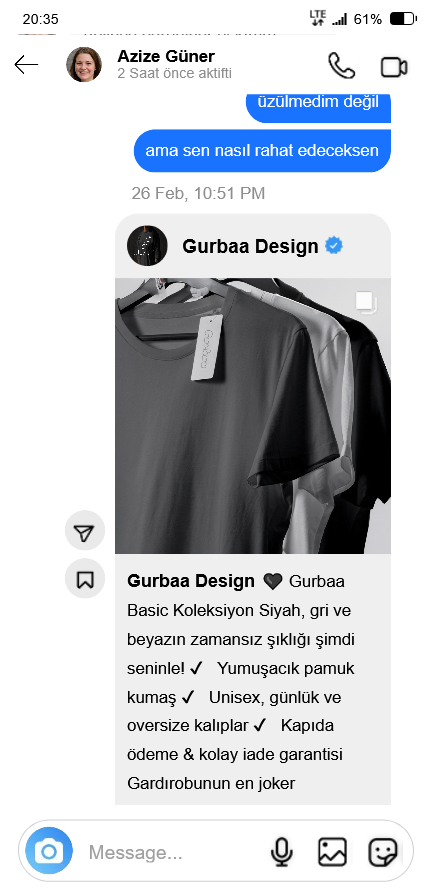 20:35
LTE
61%
Azize Güner
2 Saat önce aktifti
üzülmedim değil
ama sen nasıl rahat edeceksen
26 Feb, 10:51 PM
Gurbaa Design
Gurbaa Design 🖤 Gurbaa
Basic Koleksiyon Siyah, gri ve
beyazın zamansız şıklığı şimdi
seninle! ✓ Yumuşacık pamuk
kumaş ✓ Unisex, günlük ve
oversize kalıplar ✓ Kapıda
ödeme & kolay iade garantisi
Gardırobunun en joker
Message...